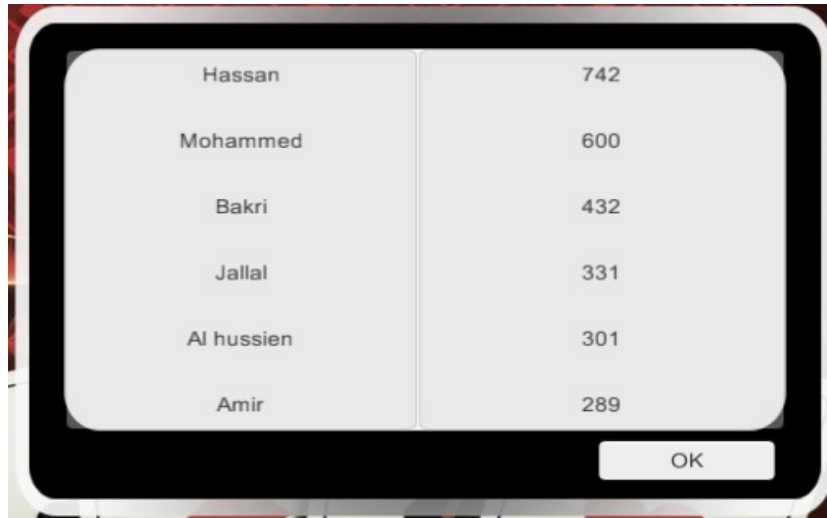 Hassan 742
Mohammed 600
Bakri 432
Jallal 331
Al hussien 301
Amir 289
OK